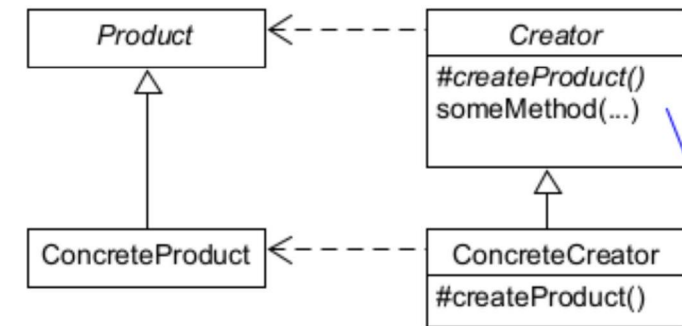 Product
Creator
#createProduct()
someMethod(...)
ConcreteProduct
ConcreteCreator
#createProduct()